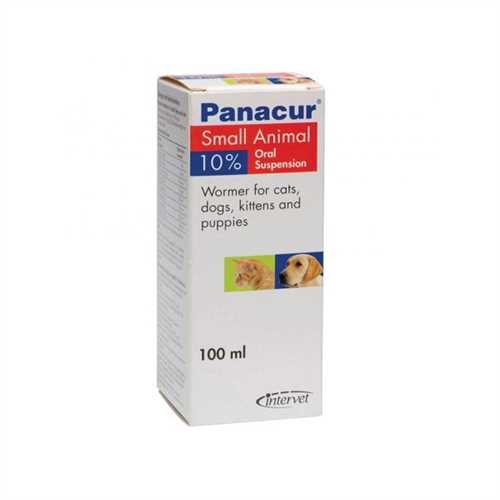 Panacur®
Small Animal
10% Oral Suspension
Wormer for cats,
dogs, kittens and
puppies
100 ml
intervet